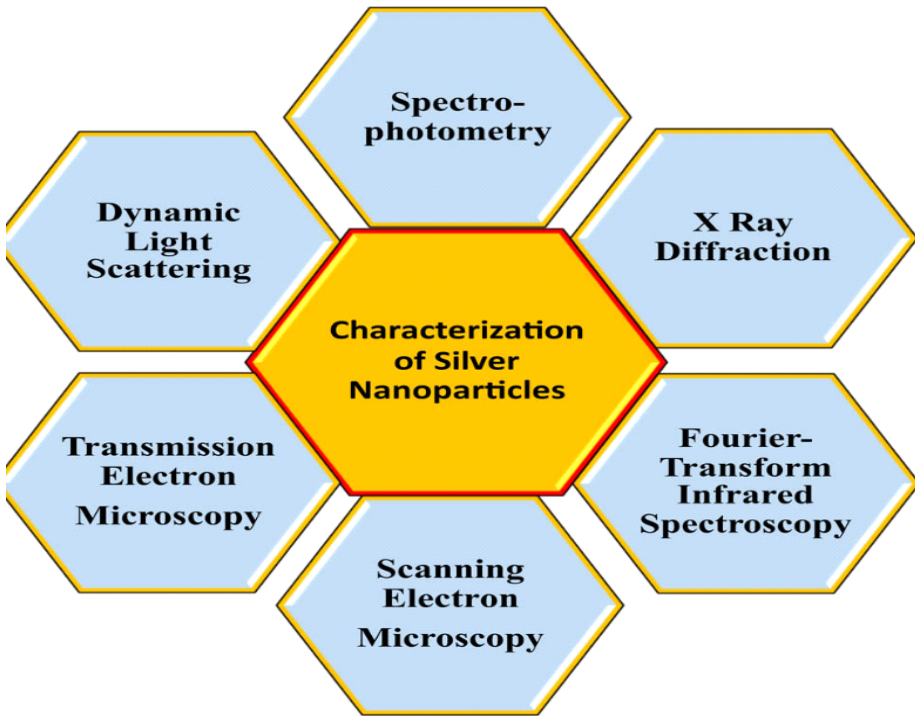 Spectro-
photometry
Dynamic
Light
Scattering
X Ray
Diffraction
Characterization
of Silver
Nanoparticles
Transmission
Electron
Microscopy
Fourier-
Transform
Infrared
Spectroscopy
Scanning
Electron
Microscopy